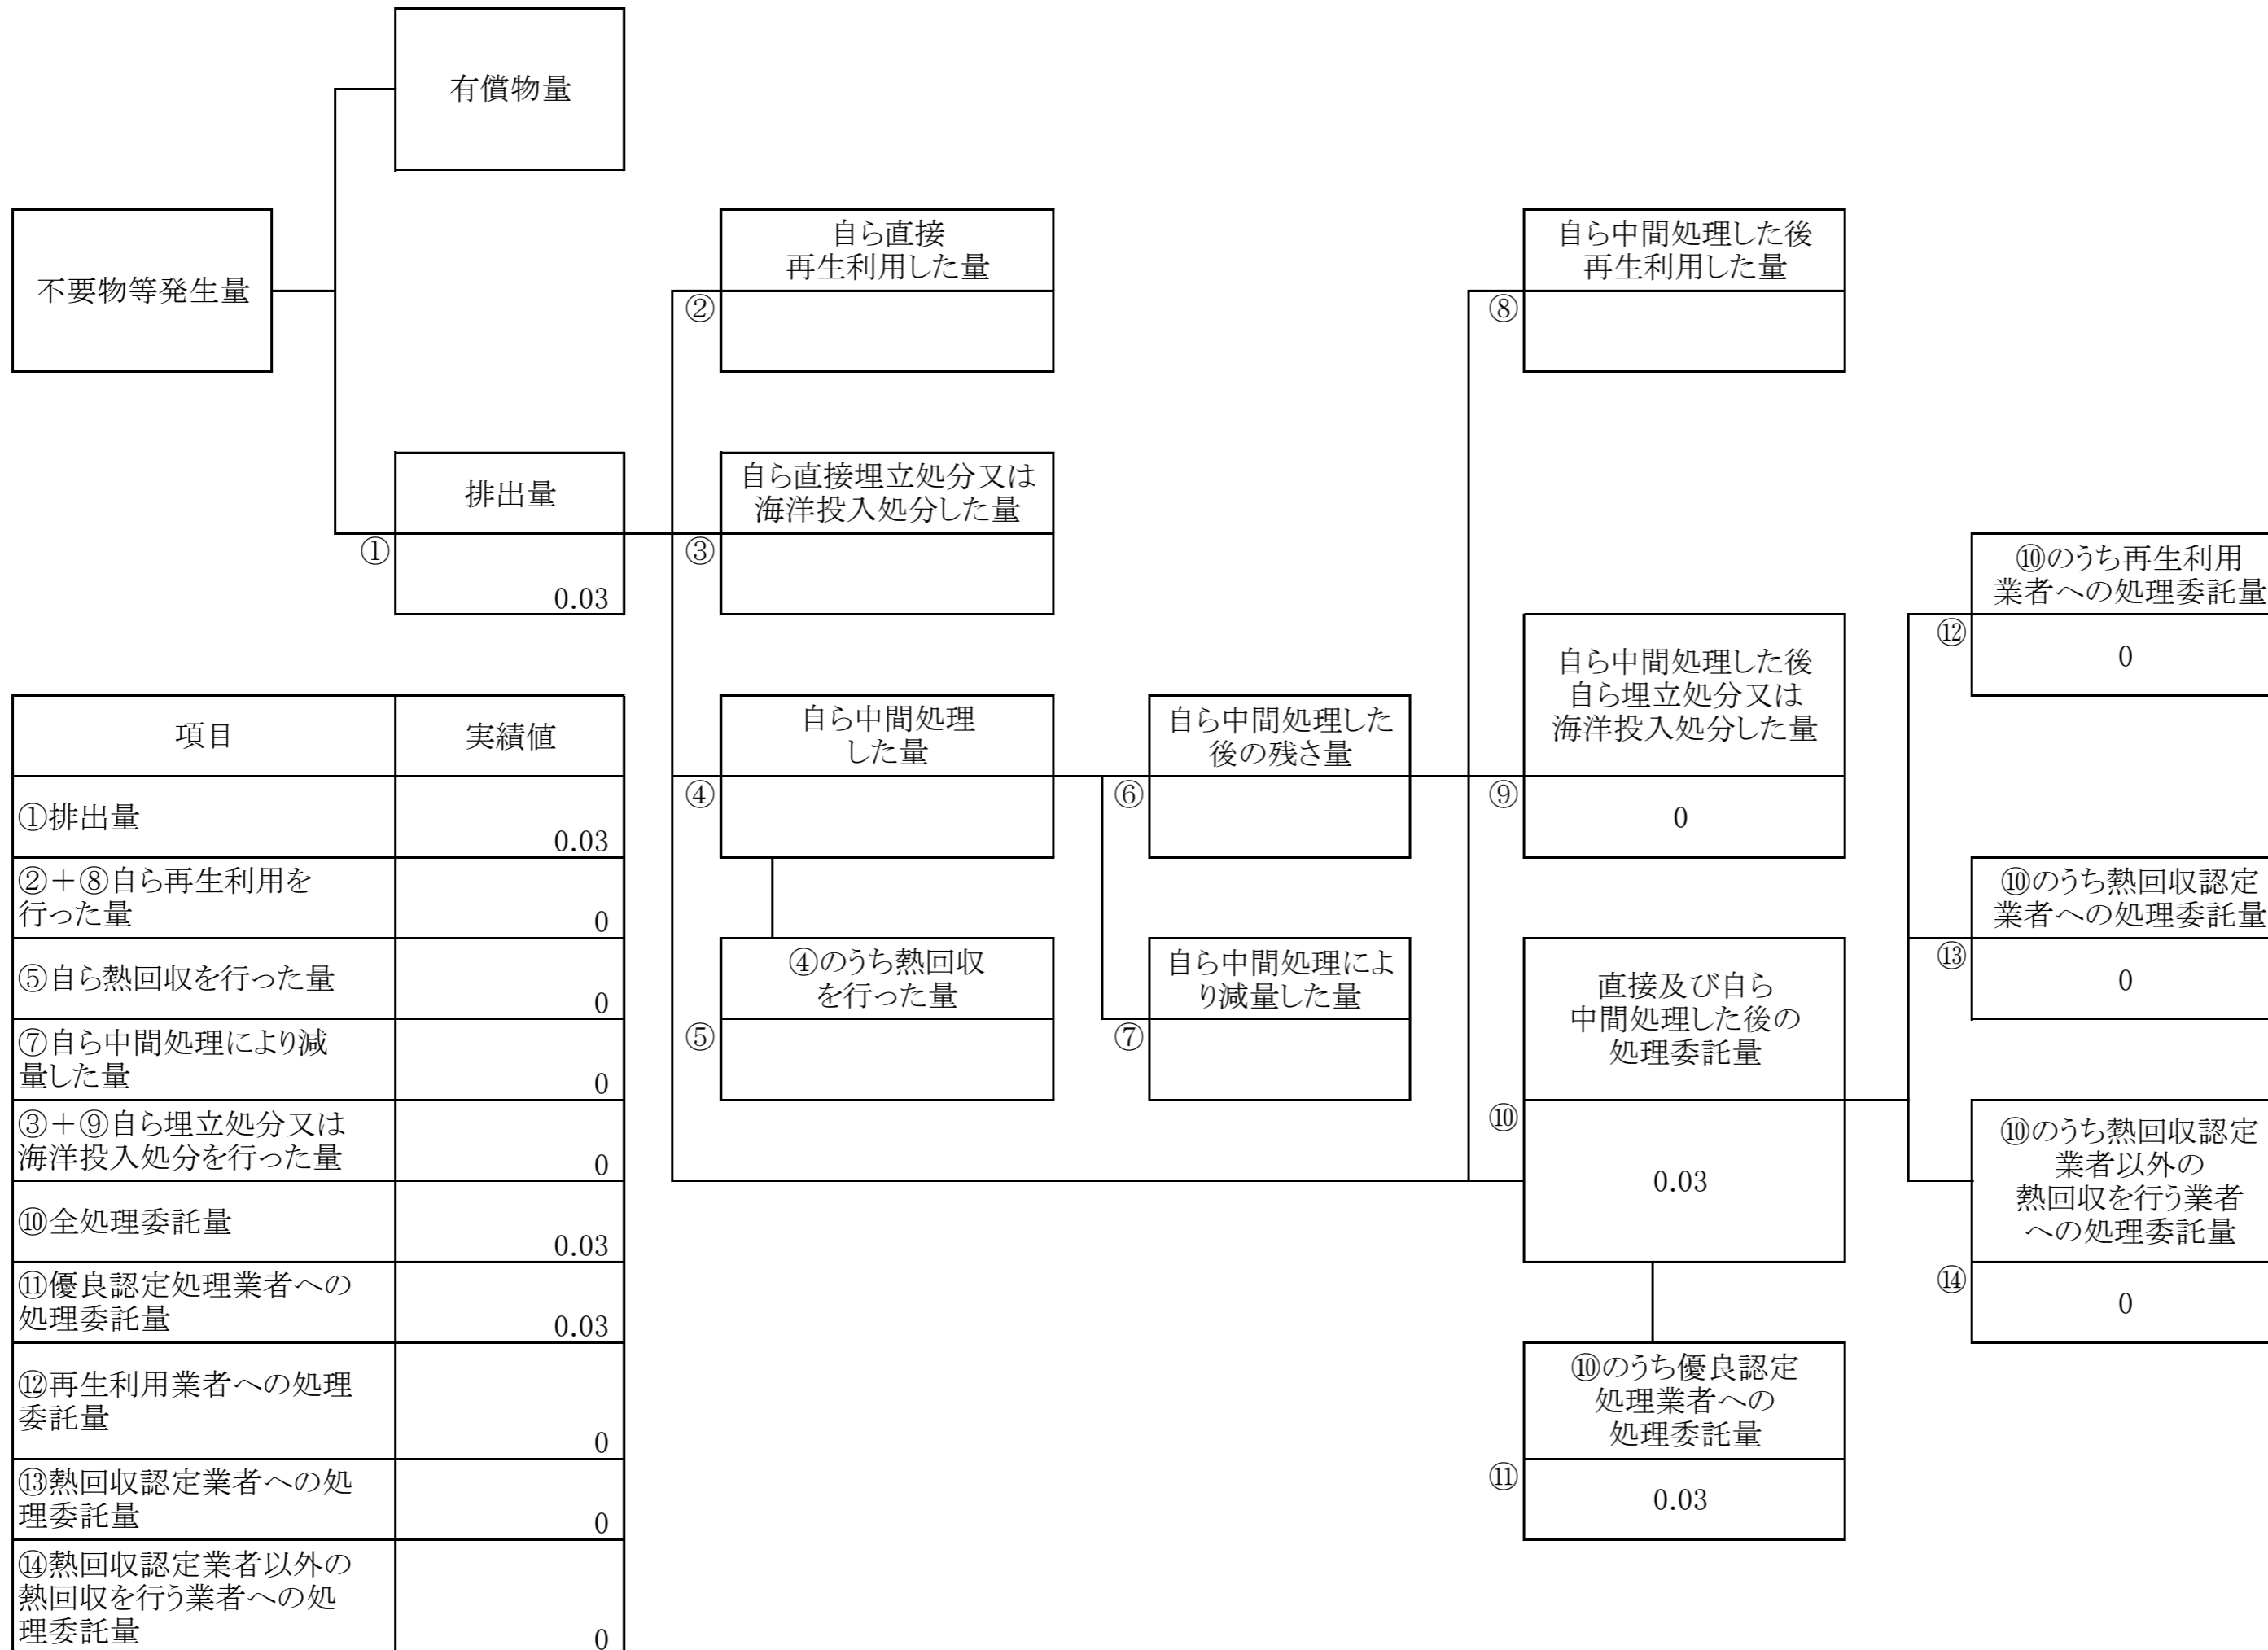 有償物量
不要物等発生量
自ら直接
再生利用した量
②
自ら中間処理した後
再生利用した量
⑧
排出量
①
0.03
自ら直接埋立処分又は
海洋投入処分した量
③
⑩のうち再生利用
業者への処理委託量
⑫
0
自ら中間処理
した量
④
自ら中間処理した
後の残さ量
⑥
自ら中間処理した後
自ら埋立処分又は
海洋投入処分した量
⑨
0
⑩のうち熱回収認定
業者への処理委託量
⑬
0
④のうち熱回収
を行った量
⑤
自ら中間処理によ
り減量した量
⑦
直接及び自ら
中間処理した後の
処理委託量
⑩
0.03
⑩のうち熱回収認定
業者以外の
熱回収を行う業者
への処理委託量
⑭
0
⑩のうち優良認定
処理業者への
処理委託量
⑪
0.03
項目
実績値
①排出量
0.03
②＋⑧自ら再生利用を
行った量
0
⑤自ら熱回収を行った量
0
⑦自ら中間処理により減
量した量
0
③＋⑨自ら埋立処分又は
海洋投入処分を行った量
0
⑩全処理委託量
0.03
⑪優良認定処理業者への
処理委託量
0.03
⑫再生利用業者への処理
委託量
0
⑬熱回収認定業者への処
理委託量
0
⑭熱回収認定業者以外の
熱回収を行う業者への処
理委託量
0